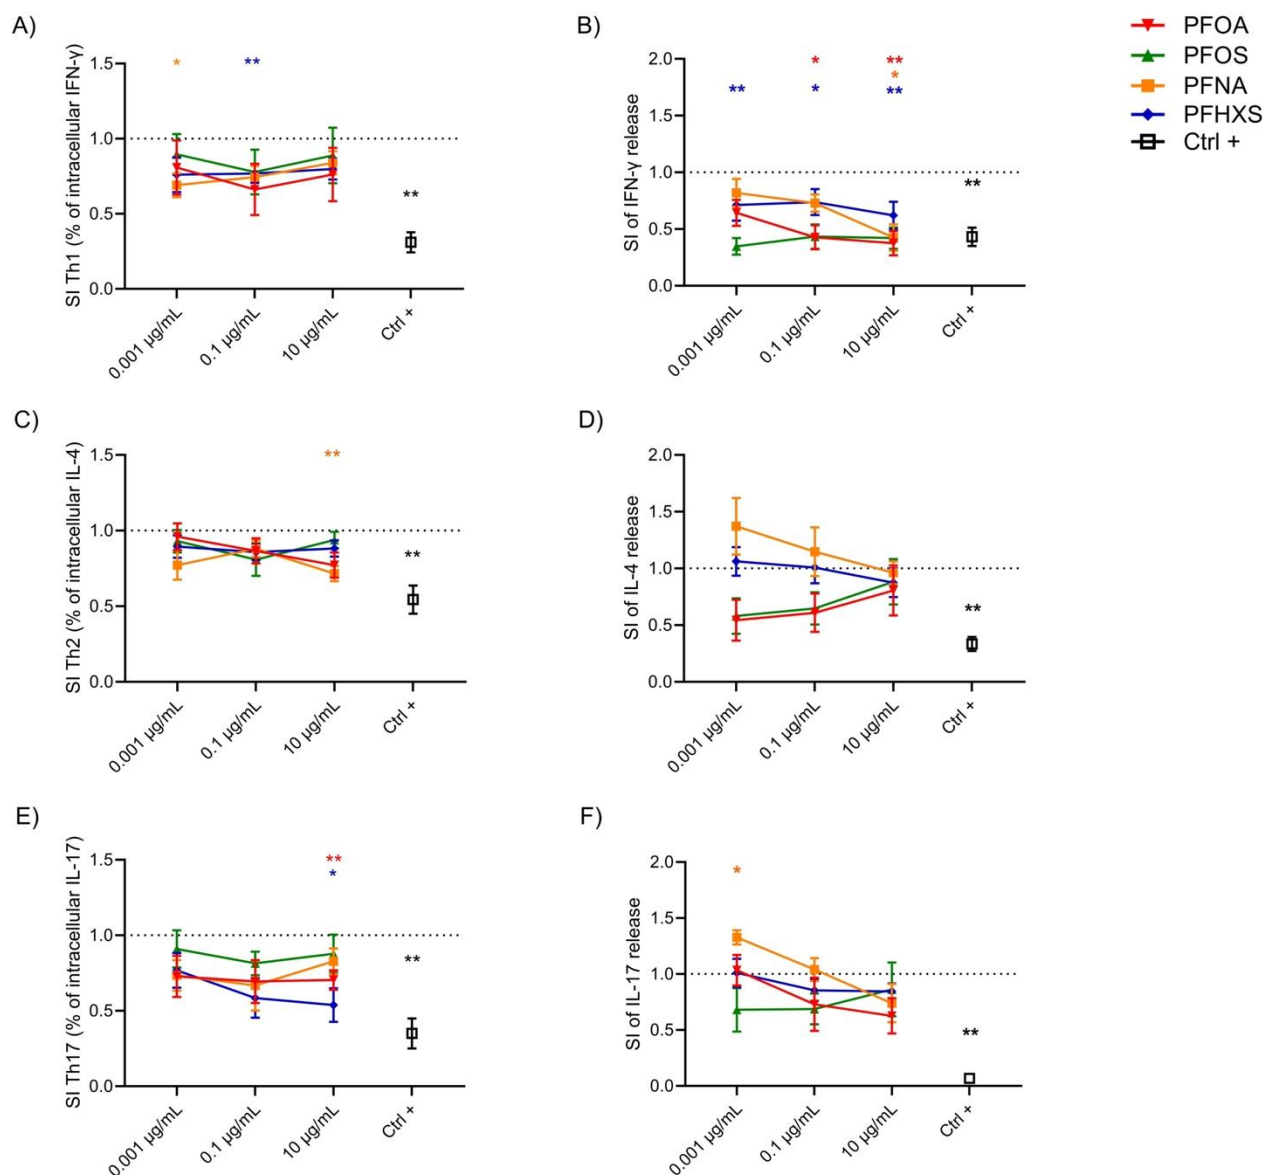 A)
SI Th1 (% of intracellular IFN-γ)
1.5
1.0
0.5
0.0
*
**
**
0.001 µg/mL
0.1 µg/mL
10 µg/mL
Ctrl +
B)
SI of IFN-γ release
2.0
1.5
1.0
0.5
0.0
**
*
*
**
*
**
**
0.001 µg/mL
0.1 µg/mL
10 µg/mL
Ctrl +
PFOA
PFOS
PFNA
PFHXS
Ctrl +
C)
SI Th2 (% of intracellular IL-4)
1.5
1.0
0.5
0.0
**
**
0.001 µg/mL
0.1 µg/mL
10 µg/mL
Ctrl +
D)
SI of IL-4 release
2.0
1.5
1.0
0.5
0.0
**
0.001 µg/mL
0.1 µg/mL
10 µg/mL
Ctrl +
E)
SI Th17 (% of intracellular IL-17)
1.5
1.0
0.5
0.0
**
*
**
0.001 µg/mL
0.1 µg/mL
10 µg/mL
Ctrl +
F)
SI of IL-17 release
2.0
1.5
1.0
0.5
0.0
*
**
0.001 µg/mL
0.1 µg/mL
10 µg/mL
Ctrl +